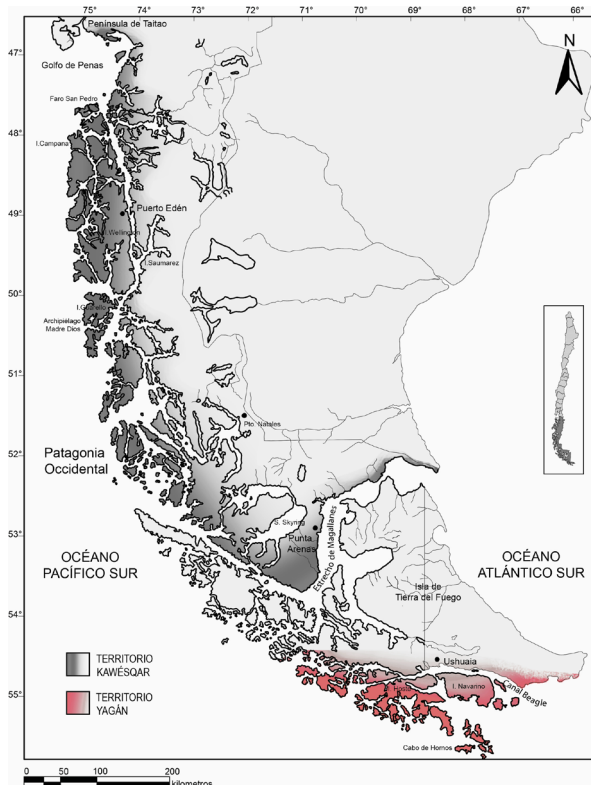 75° 74° 73 72 71 70 69 68 67 66
65°
Península de Taitao
47°
Golfo de Penas
N
Faro San Pedro
48°
I.Campana
Puerto Edén
49°
I.Wellington
I.Saumarez
50°
I.Guarello
Archipiélago
Madre Dios
51°
Pto. Natales
52°
Patagonia
Occidental
S. Skyring
53°
Punta
Arenas
Estrecho de Magallanes
OCÉANO
PACÍFICO SUR
OCÉANO
ATLÁNTICO SUR
Isla de
Tierra del Fuego
54°
TERRITORIO
KAWÉSQAR
Ushuaia
TERRITORIO
YAGÁN
55°
I. Navarino
Canal Beagle
Cabo de Hornos
0 50 100 200
kilometros